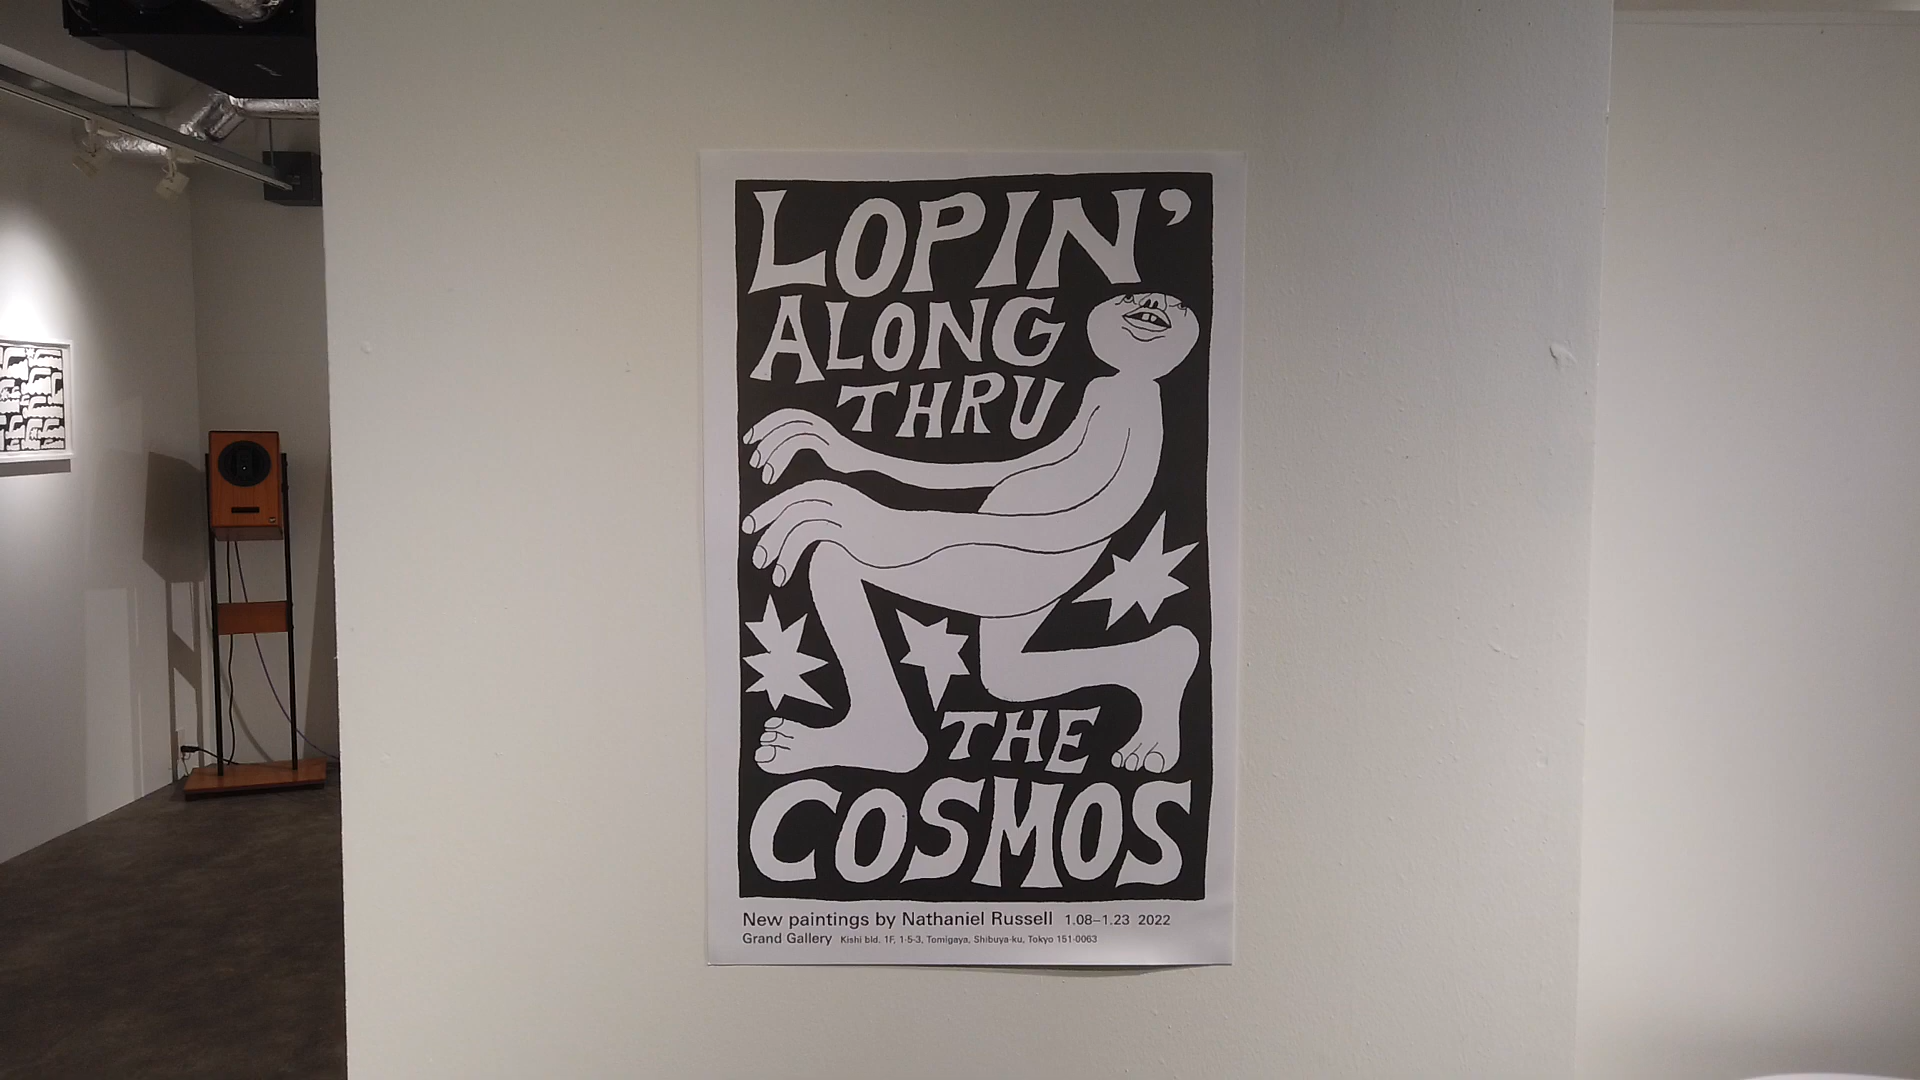 LOPIN'
ALONG
THRU
THE
COSMOS
New paintings by Nathaniel Russell 1.08–1.23 2022
Grand Gallery Kishi bld. 1F, 1-5-3, Tomigaya, Shibuya-ku, Tokyo 151-0063